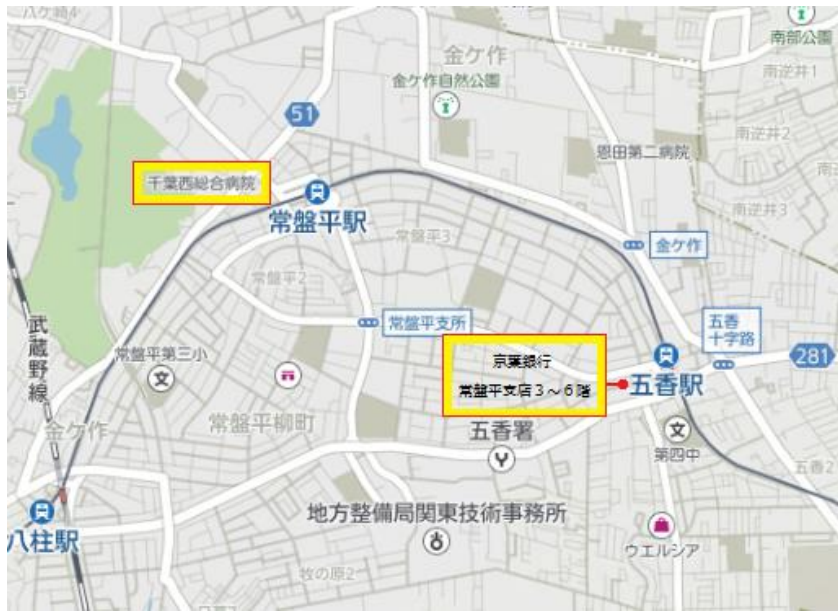 八ケ崎4
金ケ作
南部公園
金ケ作自然公園
南逆井1
51
南逆井2
恩田第二病院
千葉西総合病院
常盤平駅
南逆井3
常盤平3
金ケ作
常盤平2
武蔵野線
常盤平支所
五香
十字路
京葉銀行
常盤平支店3～6階
281
常盤平第三小
五香駅
常盤平柳町
金ケ作
五香署
第四中
五香2
地方整備局関東技術事務所
八柱駅
ウエルシア
牧の原2